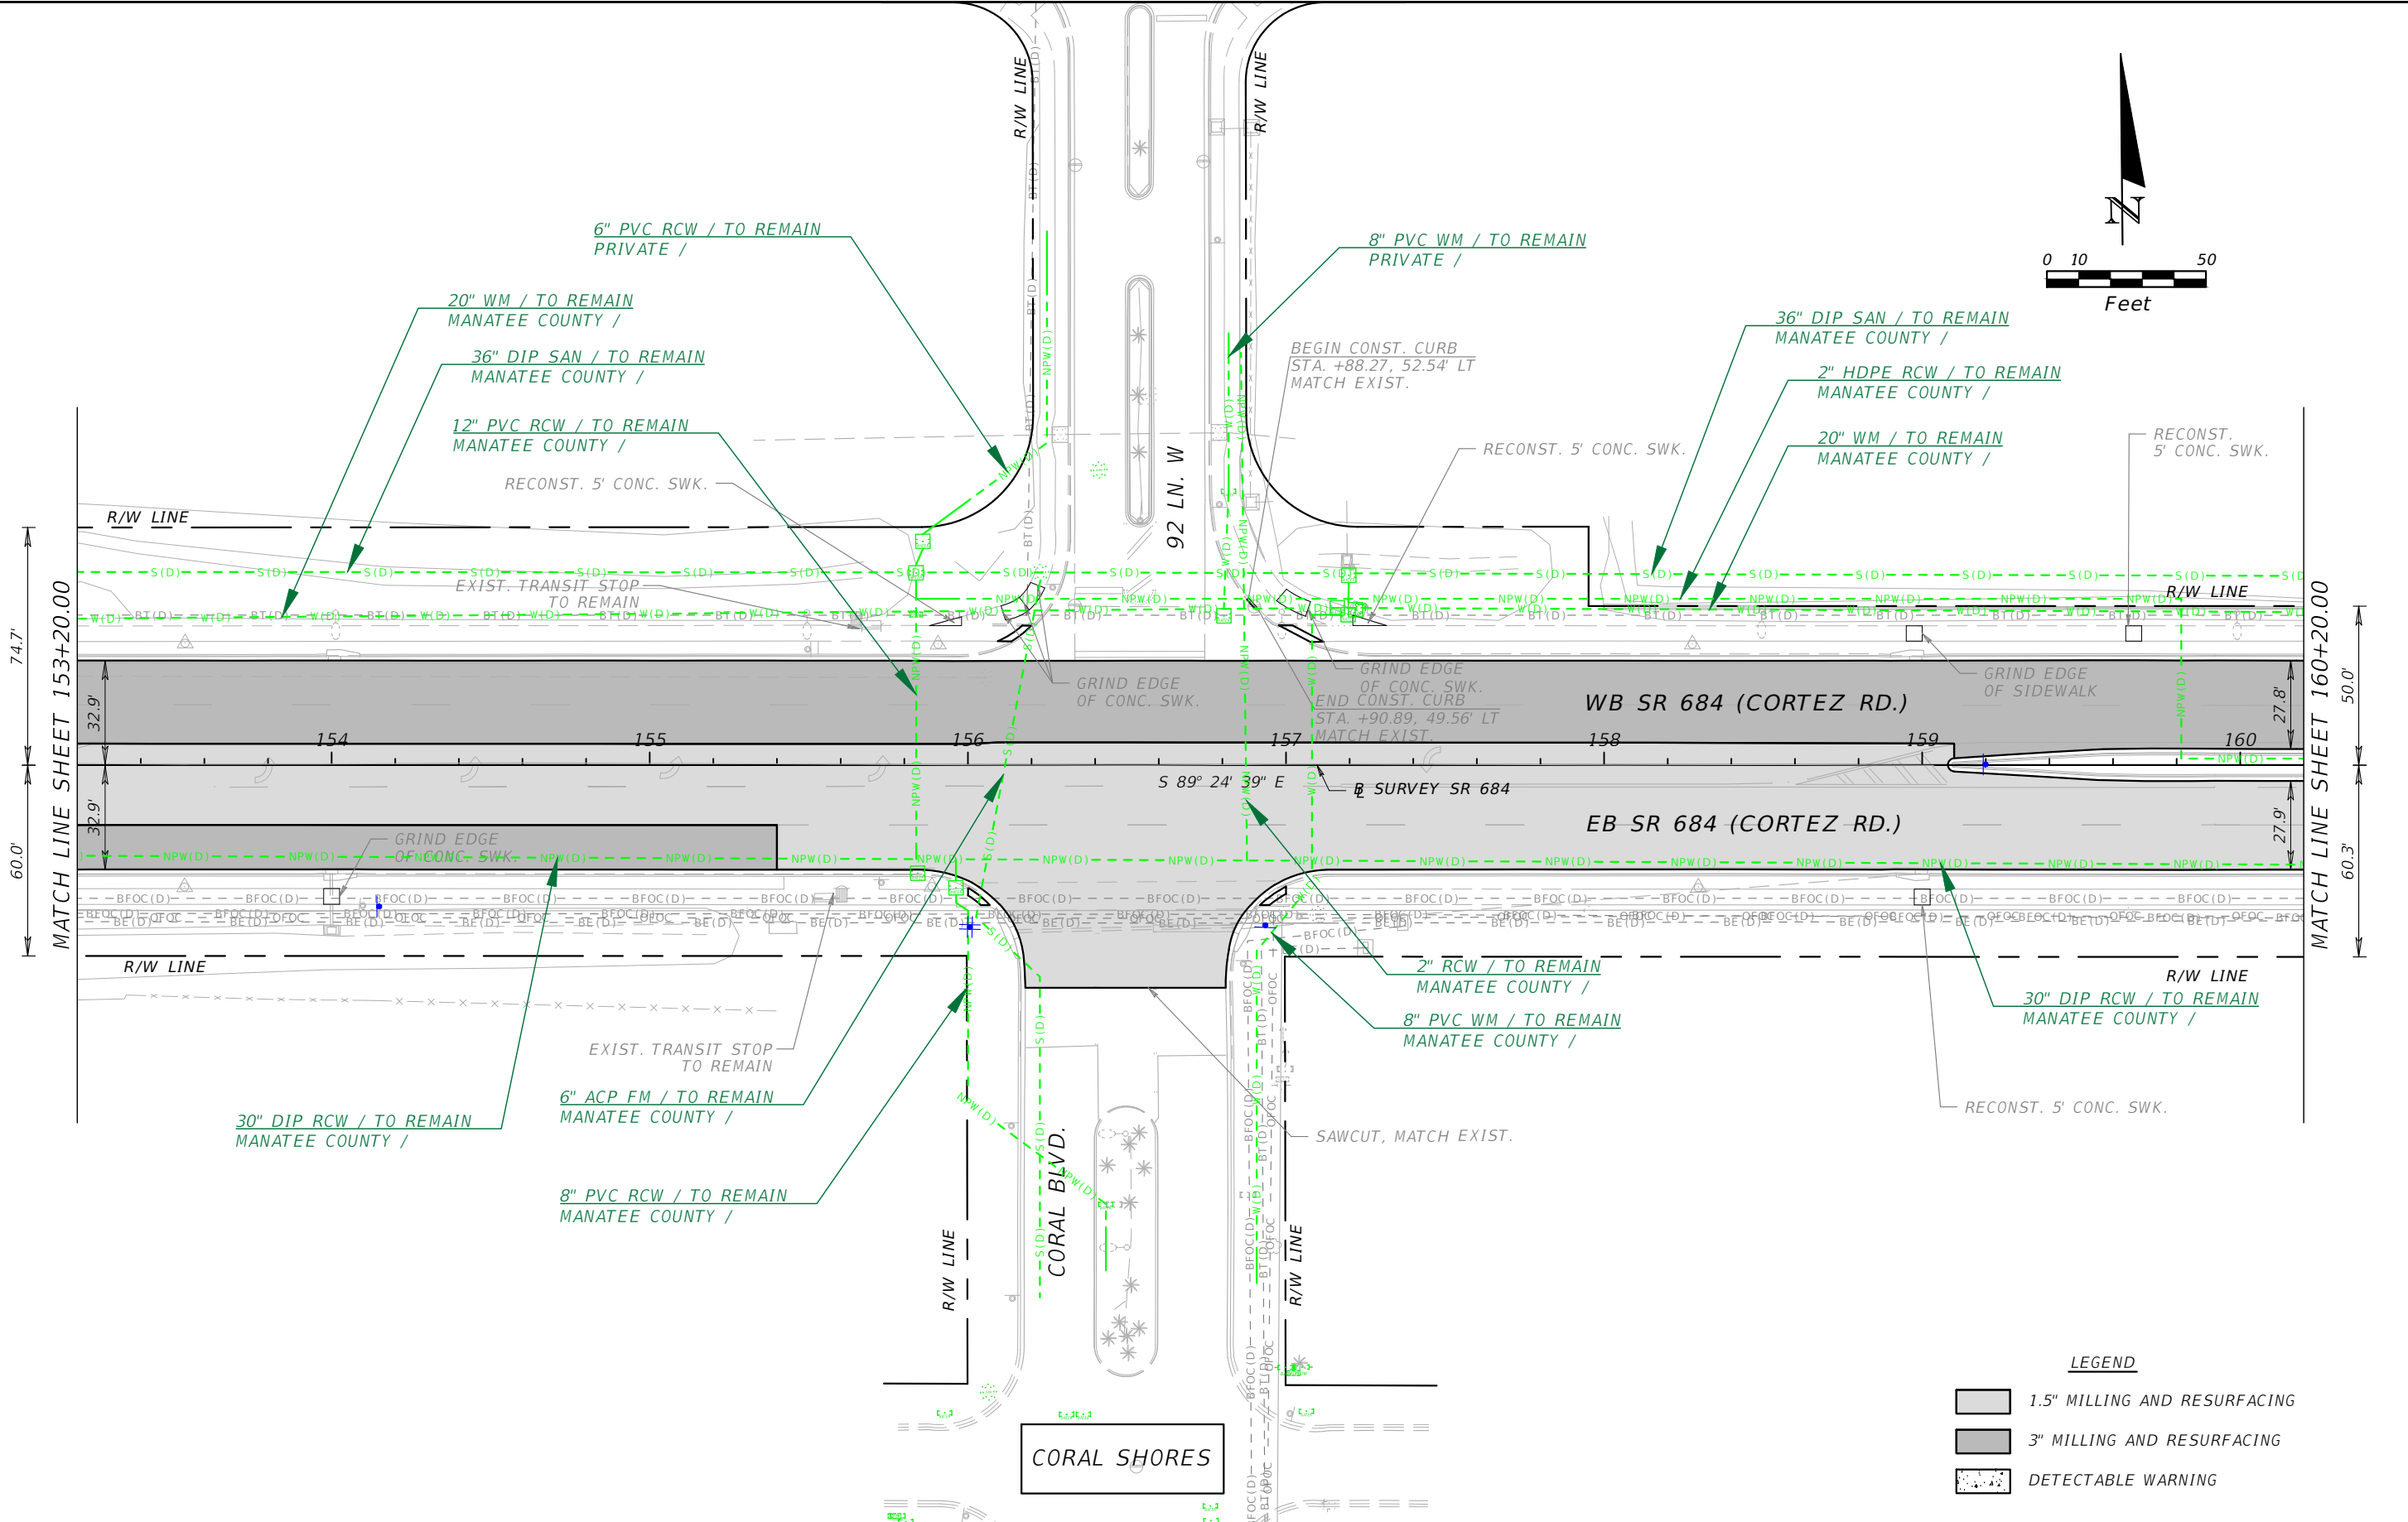 R/W LINE
R/W LINE
6" PVC RCW / TO REMAIN
PRIVATE /
8" PVC WM / TO REMAIN
PRIVATE /
N
0 10 50
Feet
20" WM / TO REMAIN
MANATEE COUNTY /
36" DIP SAN / TO REMAIN
MANATEE COUNTY /
12" PVC RCW / TO REMAIN
MANATEE COUNTY /
RECONST. 5' CONC. SWK.
BEGIN CONST. CURB
STA. +88.27, 52.54' LT
MATCH EXIST.
36" DIP SAN / TO REMAIN
MANATEE COUNTY /
2" HDPE RCW / TO REMAIN
MANATEE COUNTY /
20" WM / TO REMAIN
MANATEE COUNTY /
RECONST. 5' CONC. SWK.
RECONST.
5' CONC. SWK.
92 LN. W
R/W LINE
EXIST. TRANSIT STOP
TO REMAIN
R/W LINE
MATCH LINE SHEET 153+20.00
MATCH LINE SHEET 160+20.00
74.7'
60.0'
32.9'
32.9'
50.0'
60.3'
27.8'
27.9'
GRIND EDGE
OF CONC. SWK.
GRIND EDGE
OF CONC. SWK.
END CONST. CURB
STA. +90.89, 49.56' LT
MATCH EXIST.
GRIND EDGE
OF SIDEWALK
WB SR 684 (CORTEZ RD.)
154 155 156 157 158 159 160
S 89° 24' 39" E
BL SURVEY SR 684
EB SR 684 (CORTEZ RD.)
GRIND EDGE
OF CONC. SWK.
R/W LINE
R/W LINE
2" RCW / TO REMAIN
MANATEE COUNTY /
8" PVC WM / TO REMAIN
MANATEE COUNTY /
30" DIP RCW / TO REMAIN
MANATEE COUNTY /
EXIST. TRANSIT STOP
TO REMAIN
6" ACP FM / TO REMAIN
MANATEE COUNTY /
30" DIP RCW / TO REMAIN
MANATEE COUNTY /
8" PVC RCW / TO REMAIN
MANATEE COUNTY /
RECONST. 5' CONC. SWK.
SAWCUT, MATCH EXIST.
CORAL BLVD.
R/W LINE
R/W LINE
CORAL SHORES
LEGEND
1.5" MILLING AND RESURFACING
3" MILLING AND RESURFACING
DETECTABLE WARNING